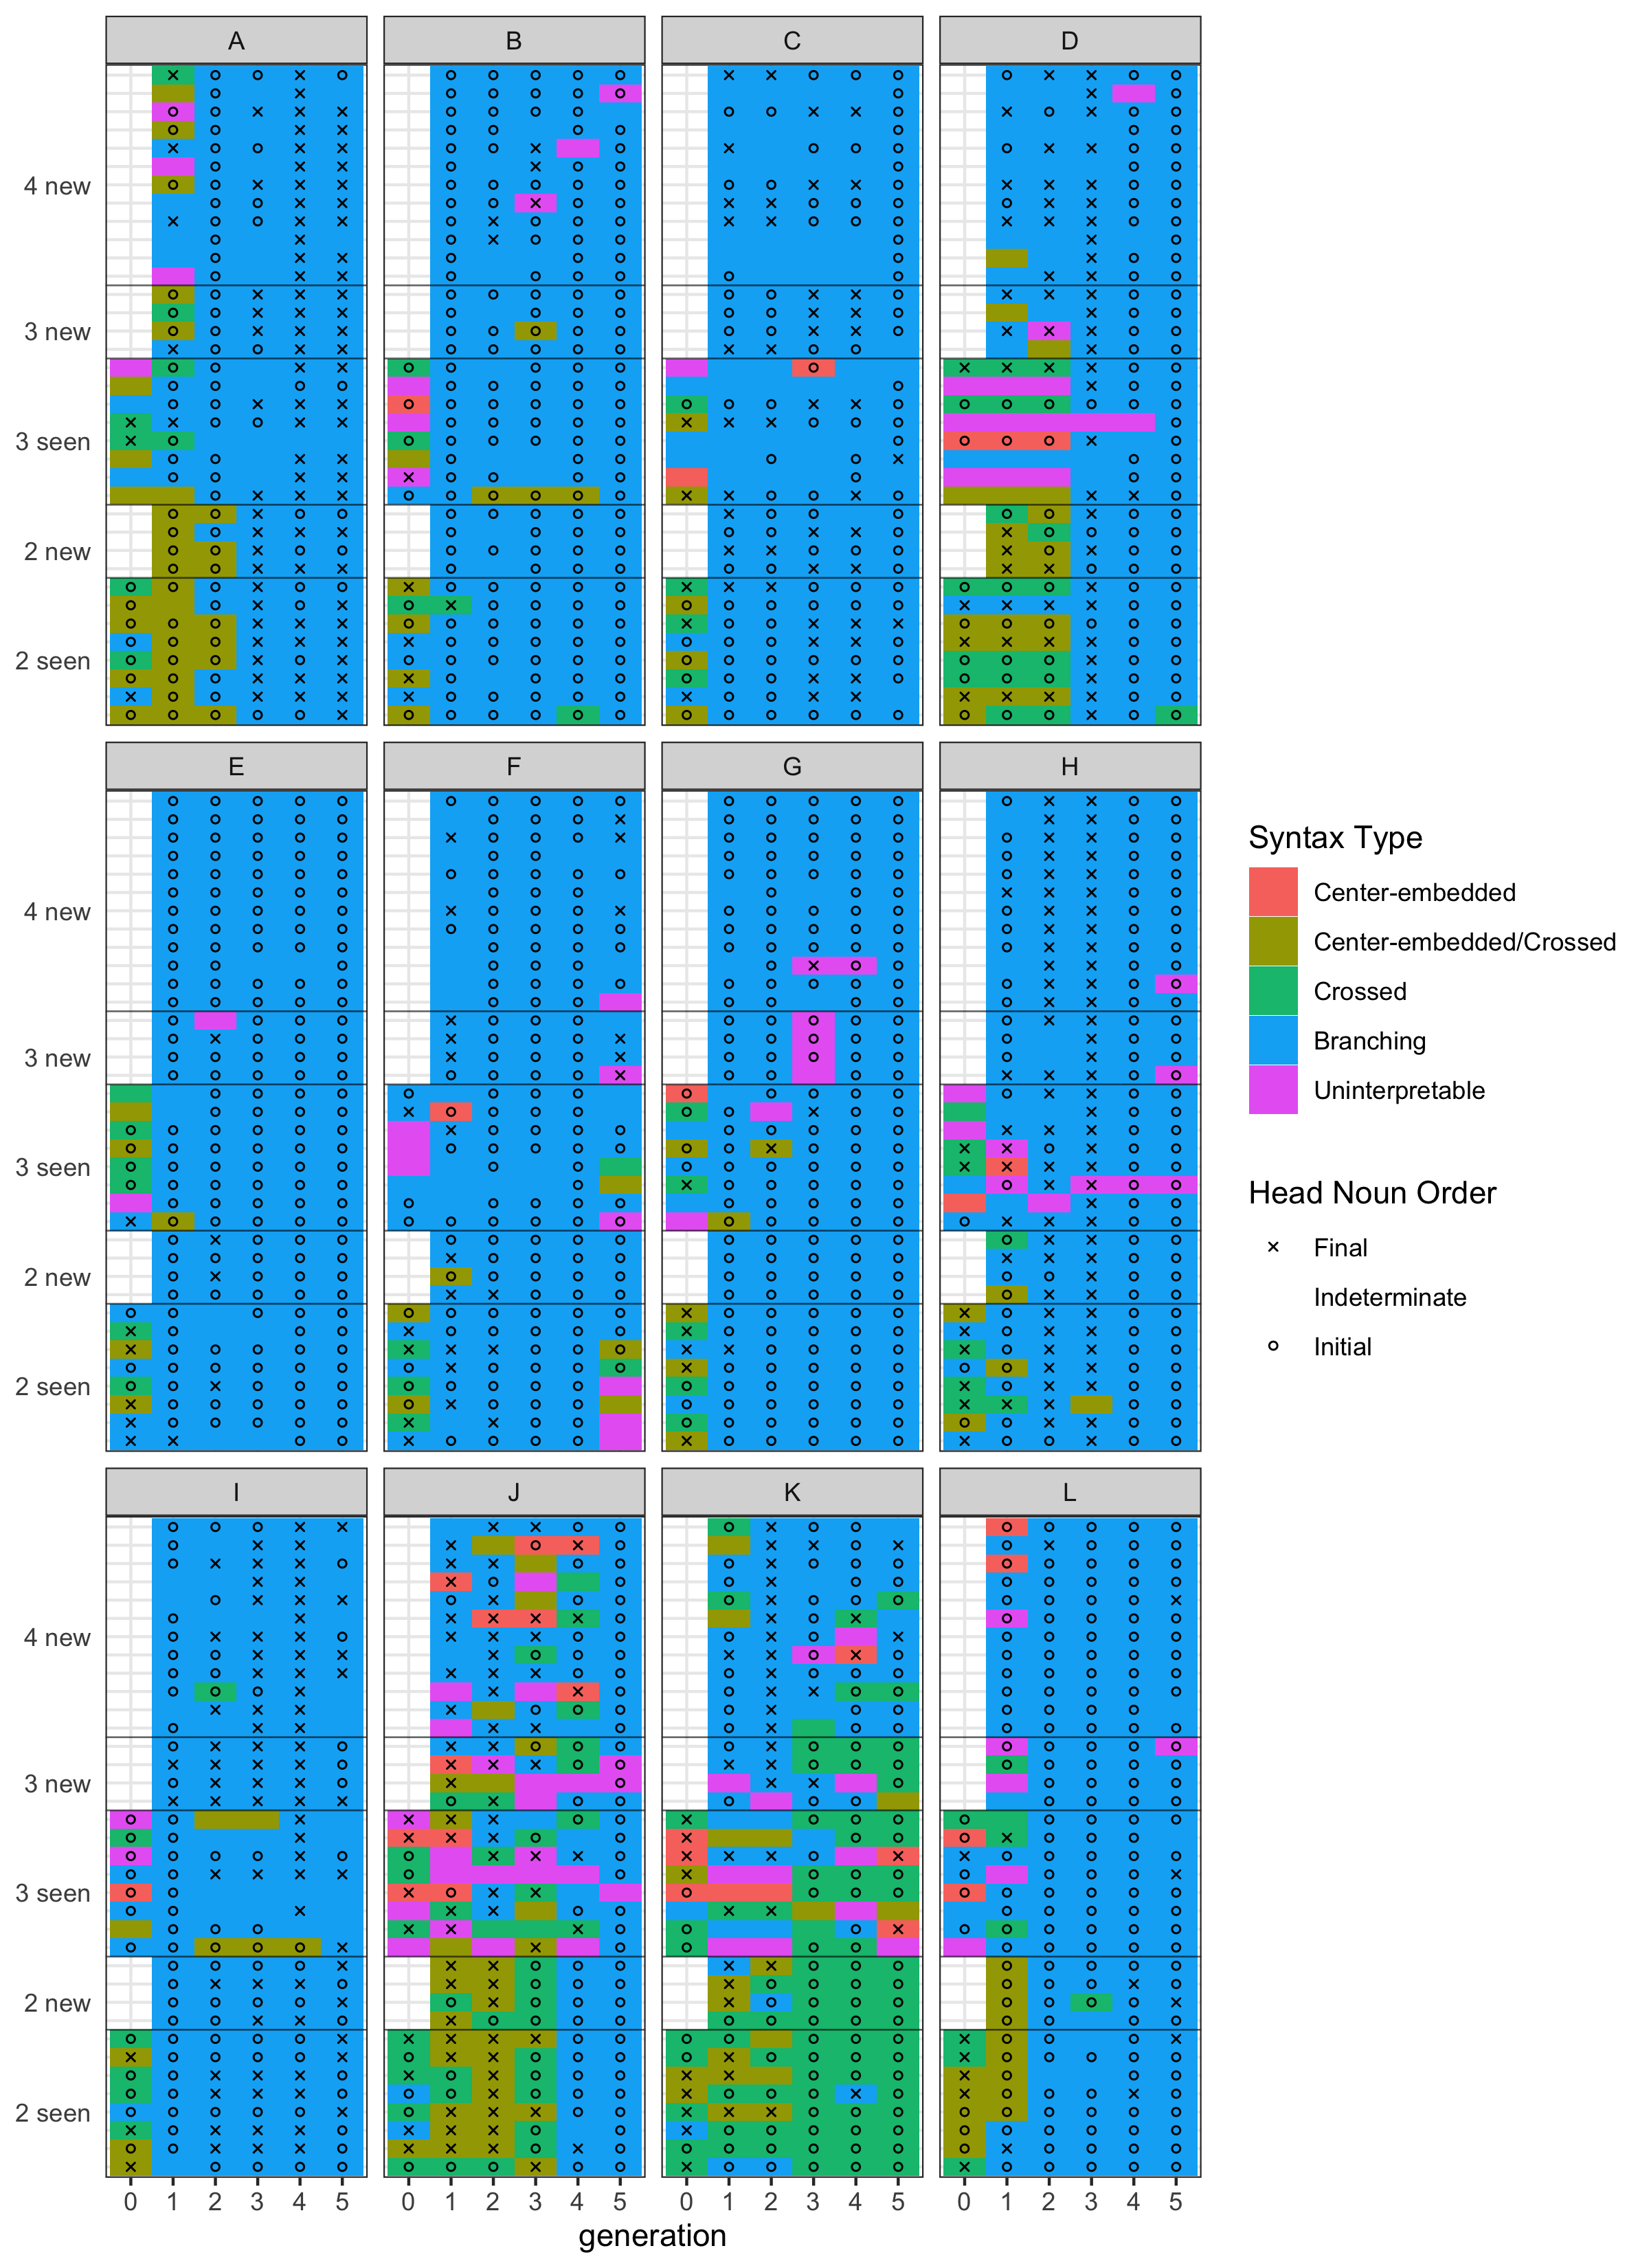 A B C D
4 new
3 new
3 seen
2 new
2 seen
E F G H
4 new
3 new
3 seen
2 new
2 seen
Syntax Type
Center-embedded
Center-embedded/Crossed
Crossed
Branching
Uninterpretable
Head Noun Order
Final
Indeterminate
Initial
I J K L
4 new
3 new
3 seen
2 new
2 seen
0 1 2 3 4 5 0 1 2 3 4 5 0 1 2 3 4 5 0 1 2 3 4 5
generation